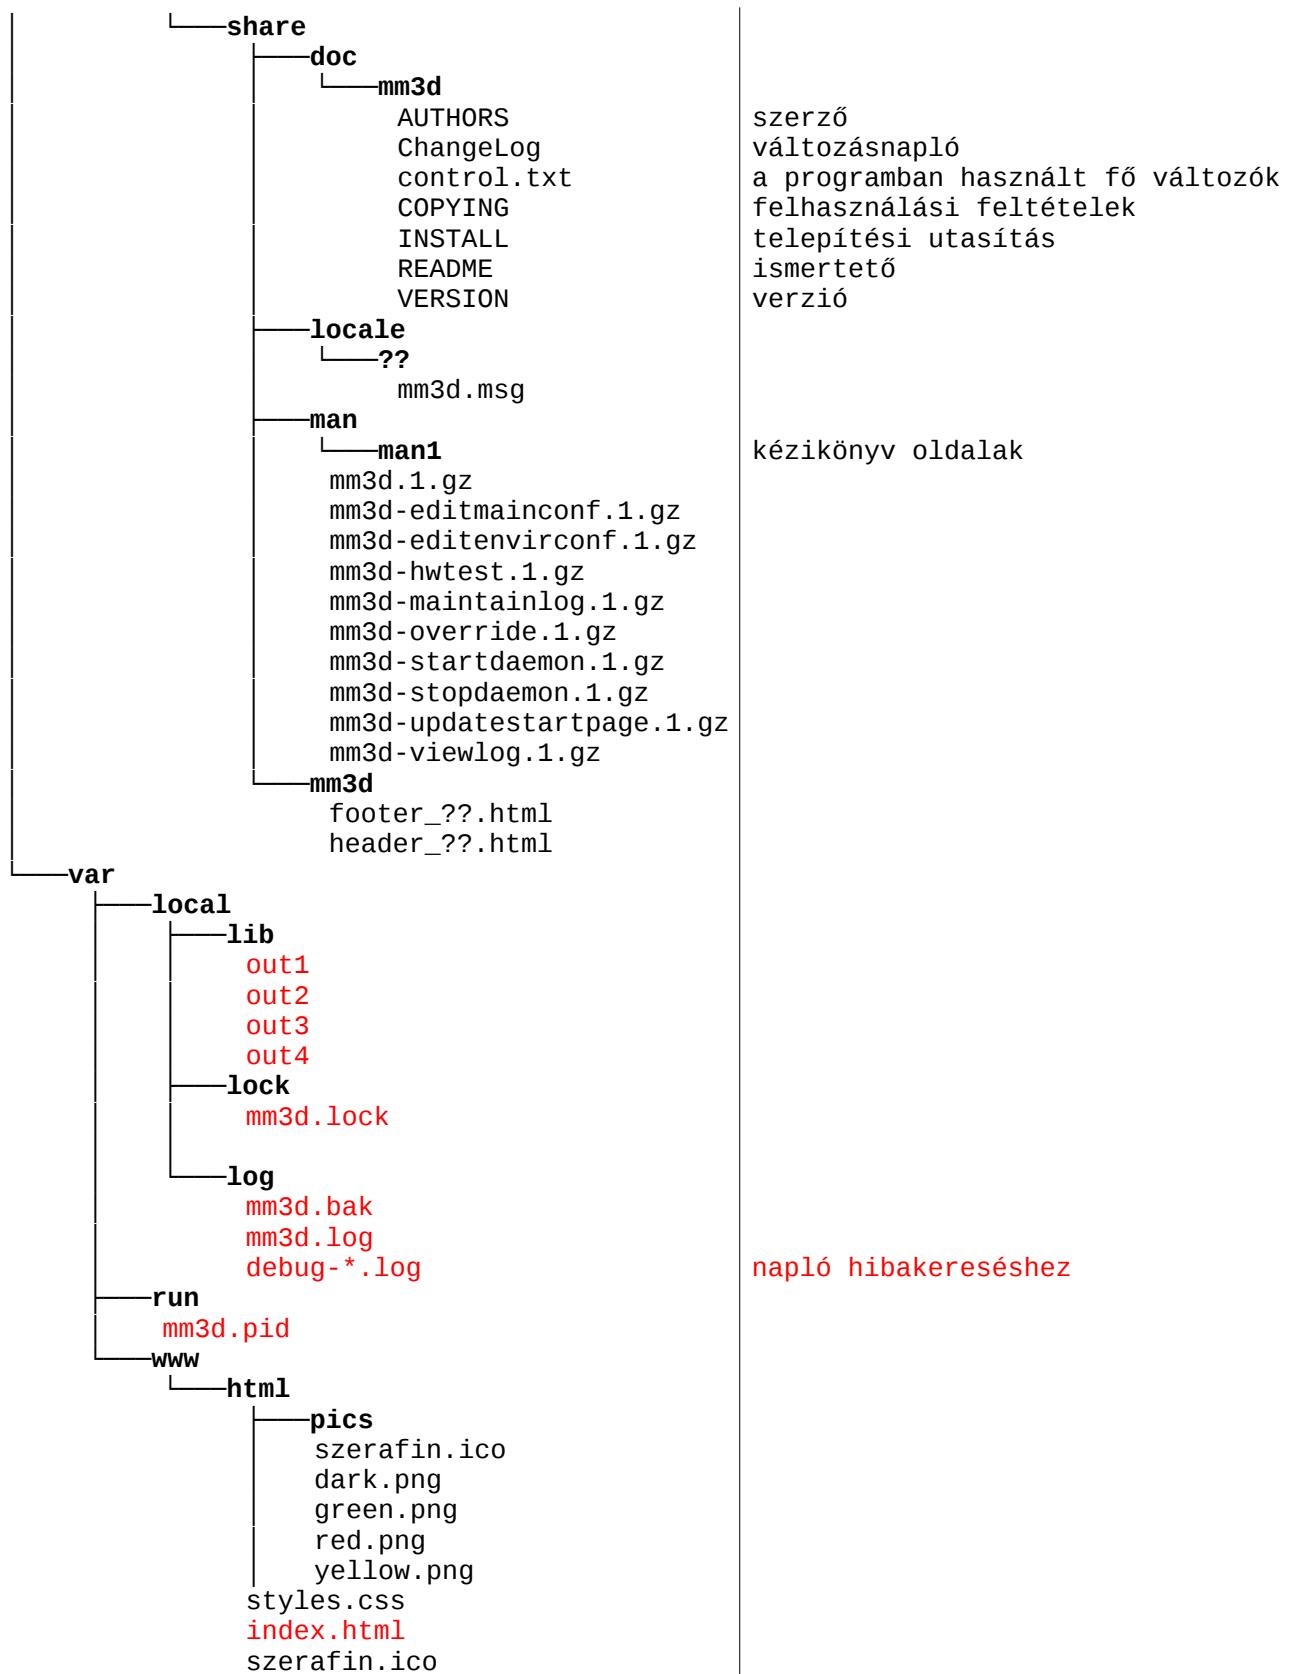 share
doc
mm3d
AUTHORS szerző
ChangeLog változásnapló
control.txt a programban használt fő változók
COPYING felhasználási feltételek
INSTALL telepítési utasítás
README ismertető
VERSION verzió
locale
??
mm3d.msg
man
man1 kézikönyv oldalak
mm3d.1.gz
mm3d-editmainconf.1.gz
mm3d-editenvirconf.1.gz
mm3d-hwtest.1.gz
mm3d-maintainlog.1.gz
mm3d-override.1.gz
mm3d-startdaemon.1.gz
mm3d-stopdaemon.1.gz
mm3d-updatestartpage.1.gz
mm3d-viewlog.1.gz
mm3d
footer_??.html
header_??.html
var
local
lib
out1
out2
out3
out4
lock
mm3d.lock
log
mm3d.bak
mm3d.log
debug-*.log napló hibakereséshez
run
mm3d.pid
www
html
pics
szerafin.ico
dark.png
green.png
red.png
yellow.png
styles.css
index.html
szerafin.ico